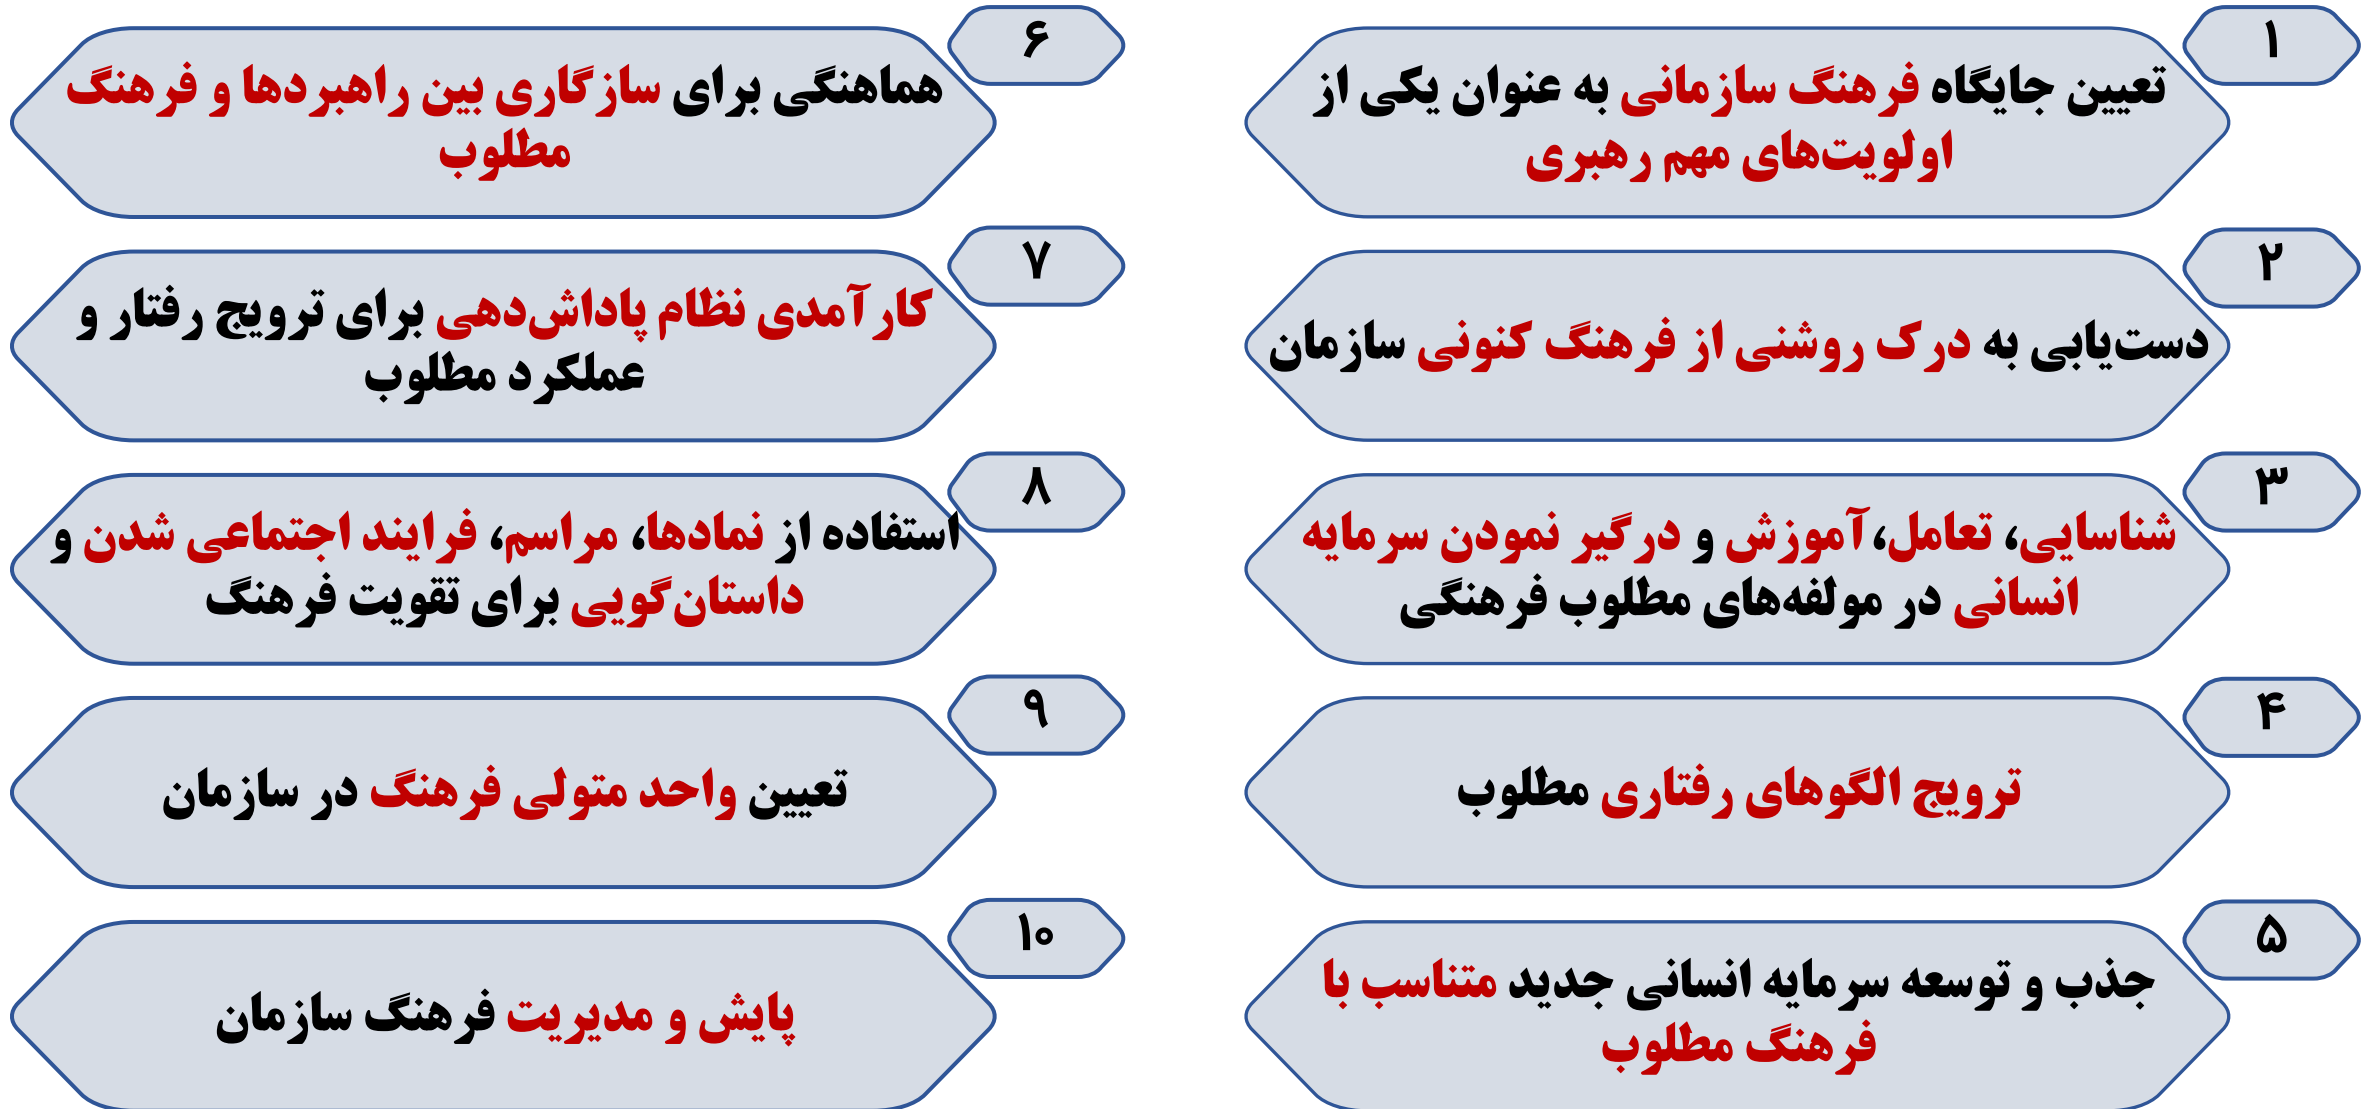 ۱
تعیین جایگاه فرهنگ سازمانی به عنوان یکی از
اولویت‌های مهم رهبری
۲
دست‌یابی به درک روشنی از فرهنگ کنونی سازمان
۳
شناسایی، تعامل،آموزش و درگیر نمودن سرمایه
انسانی در مولفه‌های مطلوب فرهنگی
۴
ترویج الگوهای رفتاری مطلوب
۵
جذب و توسعه سرمایه انسانی جدید متناسب با
فرهنگ مطلوب
۶
هماهنگی برای سازگاری بین راهبردها و فرهنگ
مطلوب
۷
کارآمدی نظام پاداش‌دهی برای ترویج رفتار و
عملکرد مطلوب
۸
استفاده از نمادها، مراسم، فرایند اجتماعی شدن و
داستان‌گویی برای تقویت فرهنگ
۹
تعیین واحد متولی فرهنگ در سازمان
۱۰
پایش و مدیریت فرهنگ سازمان